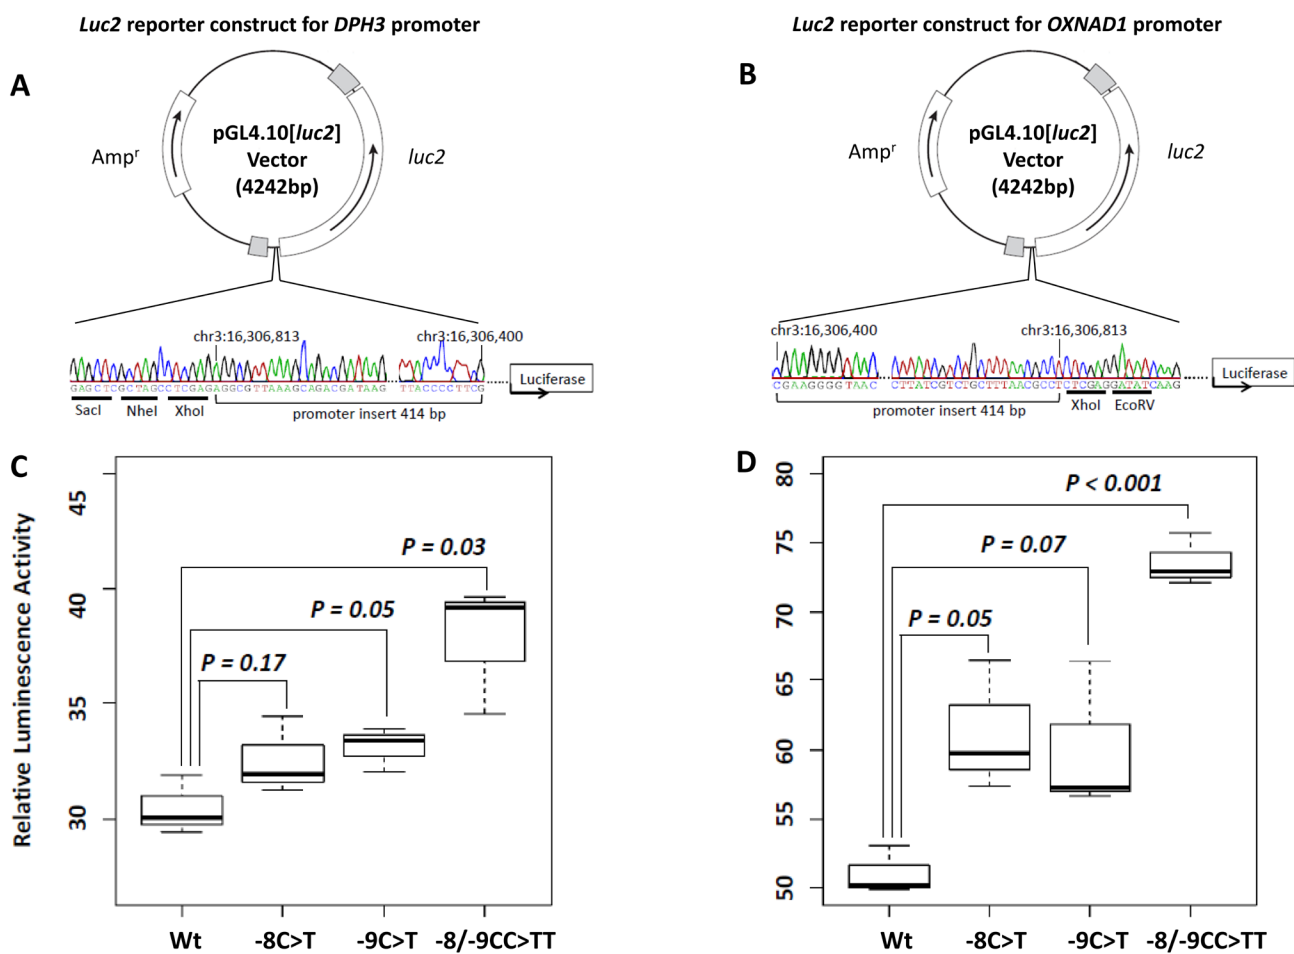 Luc2 reporter construct for DPH3 promoter
A
Ampr
pGL4.10[luc2]
Vector
(4242bp)
luc2
chr3:16,306,813
chr3:16,306,400
GAGCTCGCTAGCCTCGAGAGGCGTTAAAGCAGACGATAAG TTACCCCTTCG
SacI NheI XhoI
promoter insert 414 bp
Luciferase
Luc2 reporter construct for OXNAD1 promoter
B
Ampr
pGL4.10[luc2]
Vector
(4242bp)
luc2
chr3:16,306,400
chr3:16,306,813
CGAAGGGGTAAC CTTATCGTCTGCTTTAACGCCTCTCGAGGATATCAAG
promoter insert 414 bp
XhoI EcoRV
Luciferase
C
Relative Luminescence Activity
45
40
35
30
P = 0.03
P = 0.05
P = 0.17
Wt -8C>T -9C>T -8/-9CC>TT
D
80
75
70
65
60
55
50
P < 0.001
P = 0.07
P = 0.05
Wt -8C>T -9C>T -8/-9CC>TT